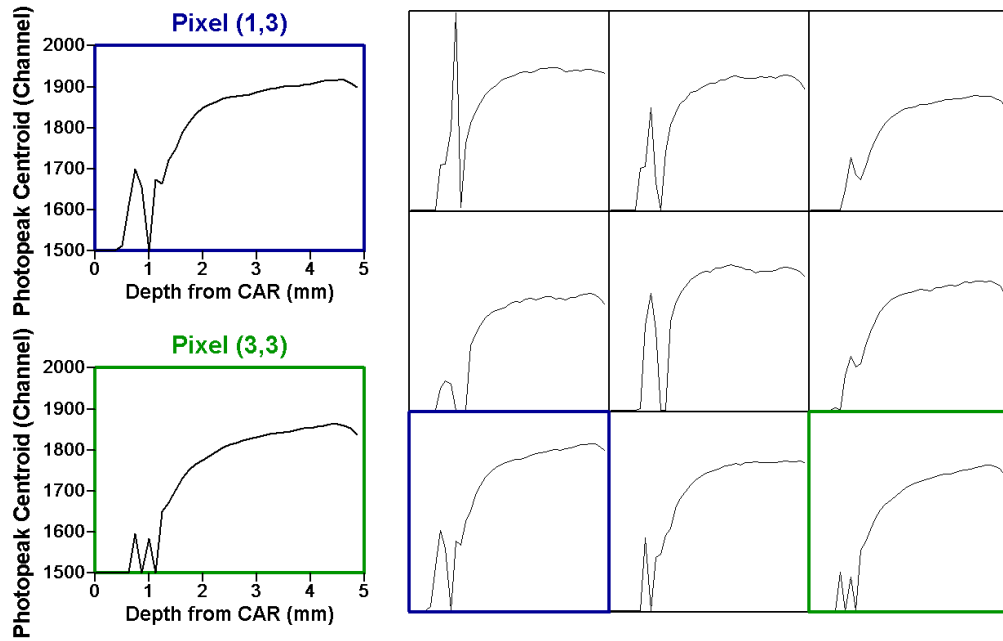 Pixel (1,3)
Photopeak Centroid (Channel)
2000
1900
1800
1700
1600
1500
0 1 2 3 4 5
Depth from CAR (mm)
Pixel (3,3)
Photopeak Centroid (Channel)
2000
1900
1800
1700
1600
1500
0 1 2 3 4 5
Depth from CAR (mm)